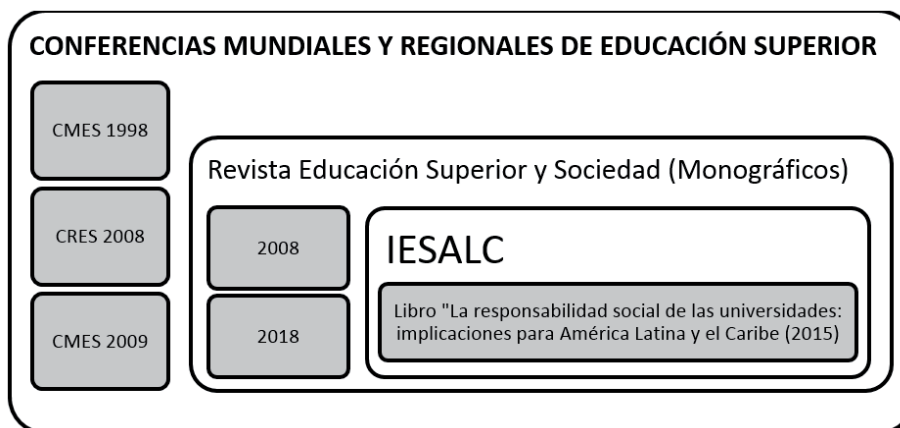 CONFERENCIAS MUNDIALES Y REGIONALES DE EDUCACIÓN SUPERIOR
CMES 1998
CRES 2008
CMES 2009
Revista Educación Superior y Sociedad (Monográficos)
2008
2018
IESALC
Libro "La responsabilidad social de las universidades:
implicaciones para América Latina y el Caribe (2015)